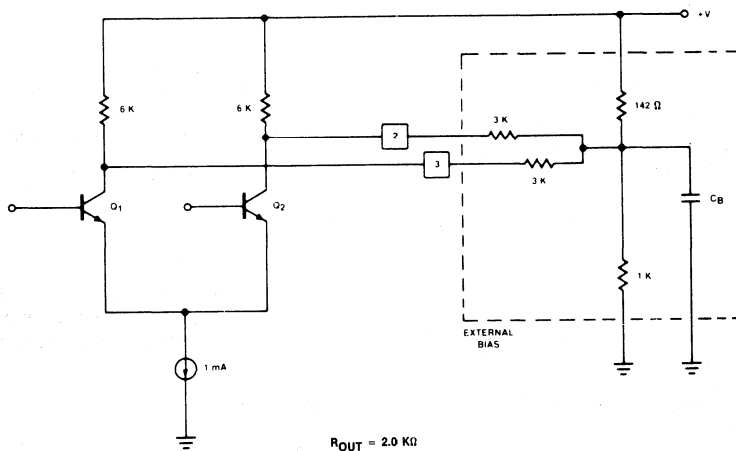 +V
6 K
6 K
142 Ω
3 K
2
3
3 K
Q1
Q2
CB
1 K
EXTERNAL
BIAS
1 mA
ROUT = 2.0 KΩ